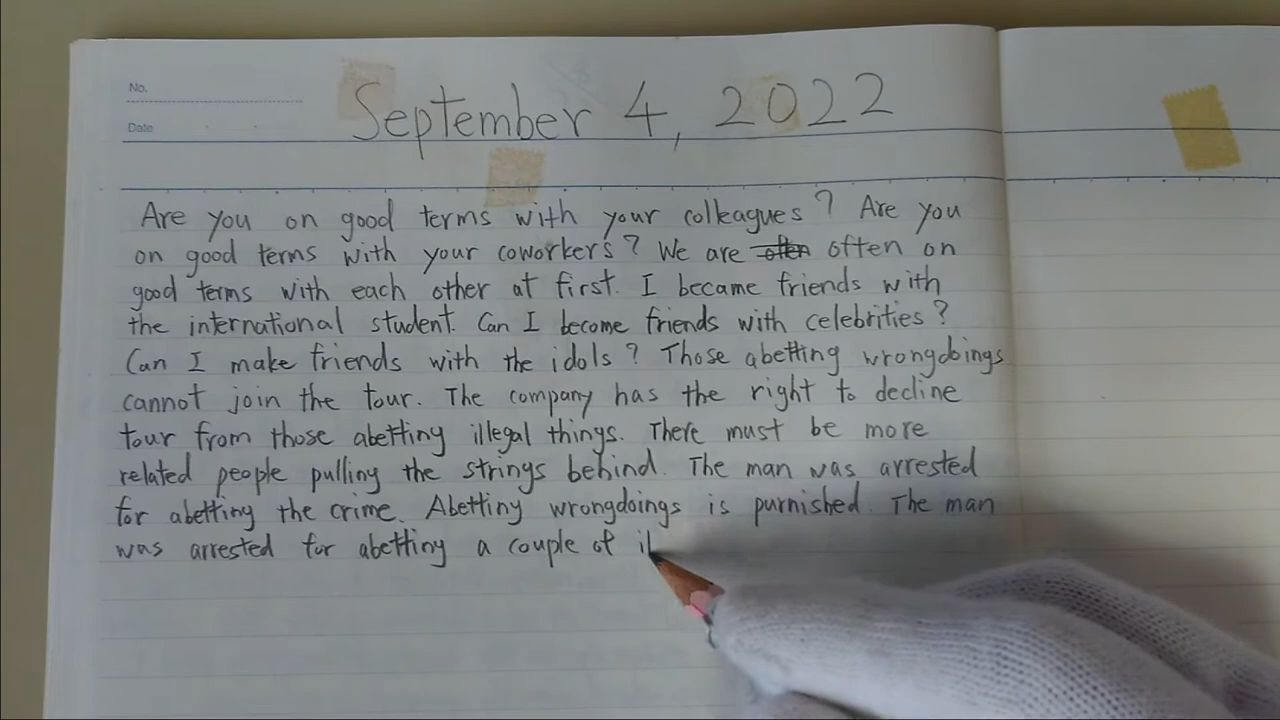 No.
Date
September 4, 2022
Are you on good terms with your colleagues? Are you
on good terms with your coworkers? We are often often on
good terms with each other at first. I became friends with
the international student. Can I become friends with celebrities?
Can I make friends with the idols? Those abetting wrongdoings
cannot join the tour. The company has the right to decline
tour from those abetting illegal things. There must be more
related people pulling the strings behind. The man was arrested
for abetting the crime. Abetting wrongdoings is purnished. The man
was arrested for abetting a couple of il